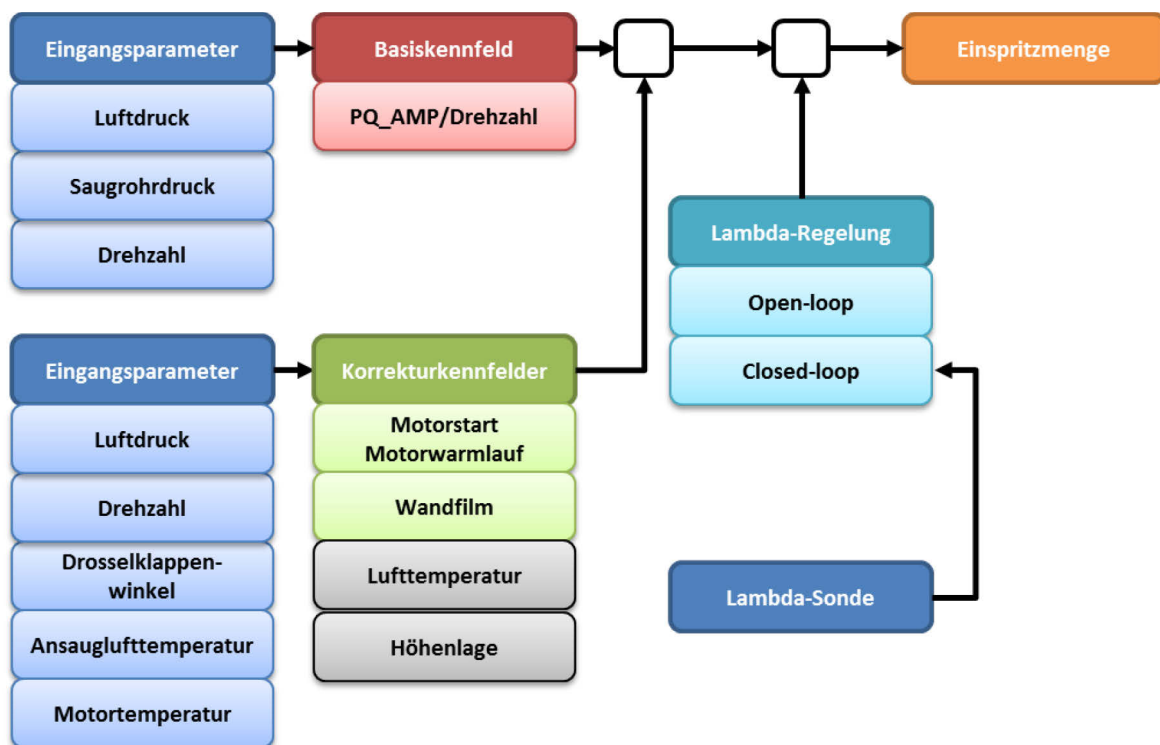 Eingangsparameter
Luftdruck
Saugrohrdruck
Drehzahl
Basiskennfeld
PQ_AMP/Drehzahl
Einspritzmenge
Lambda-Regelung
Open-loop
Closed-loop
Eingangsparameter
Luftdruck
Drehzahl
Drosselklappen-
winkel
Ansauglufttemperatur
Motortemperatur
Korrekturkennfelder
Motorstart
Motorwarmlauf
Wandfilm
Lufttemperatur
Höhenlage
Lambda-Sonde